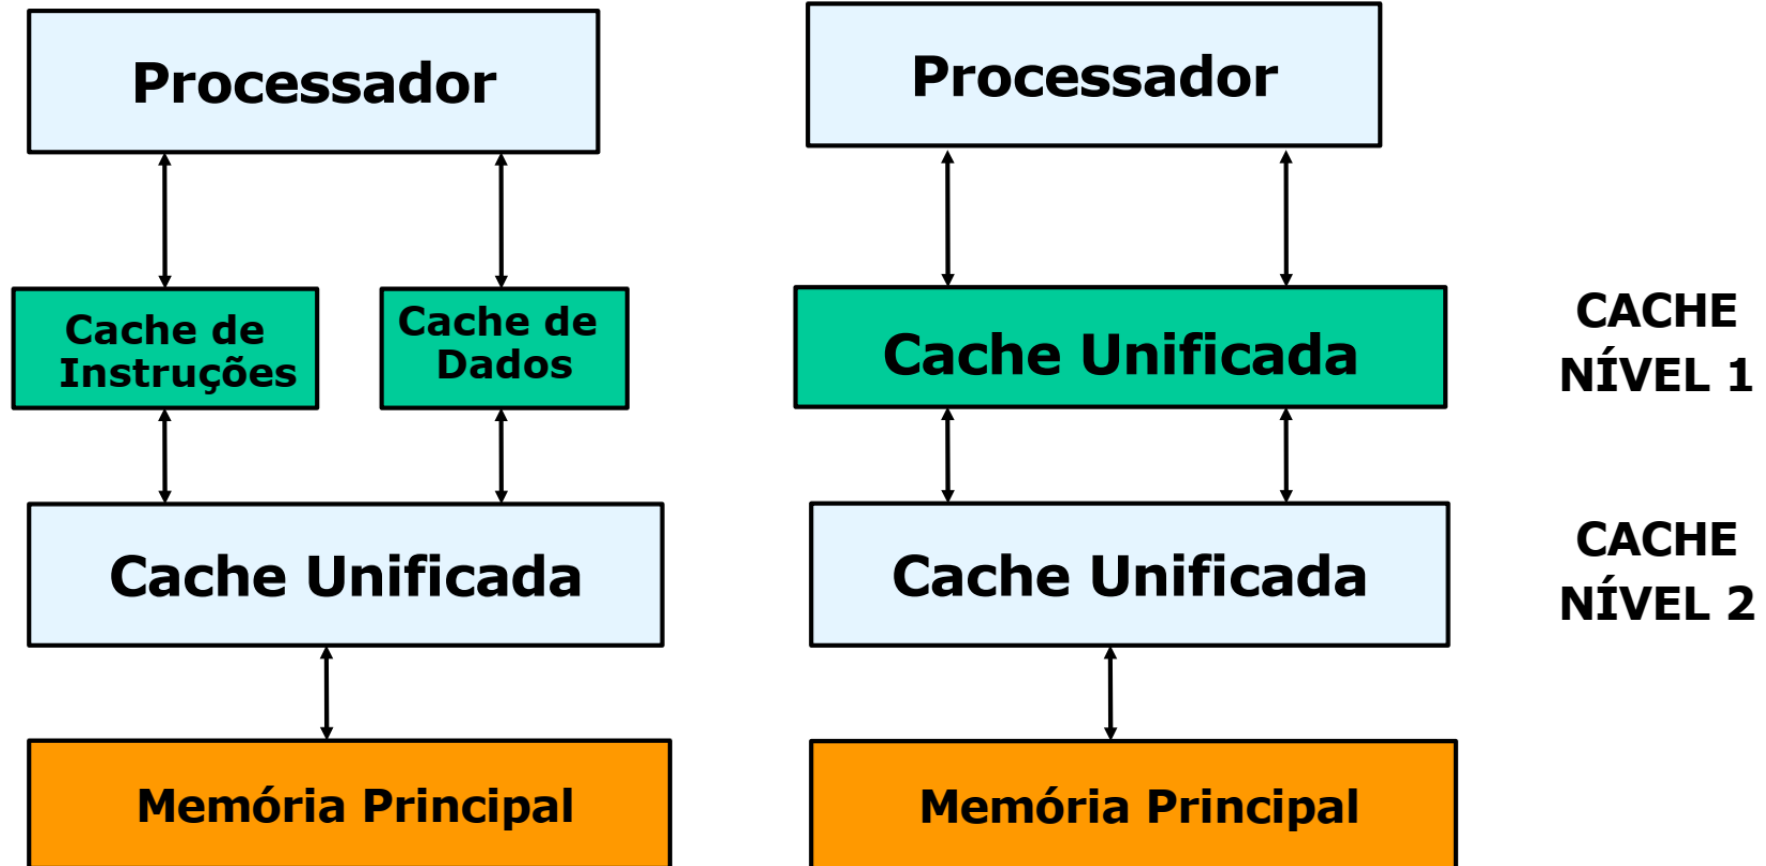 Processador
Processador
Cache de
Instruções
Cache de
Dados
Cache Unificada
CACHE
NÍVEL 1
Cache Unificada
Cache Unificada
CACHE
NÍVEL 2
Memória Principal
Memória Principal